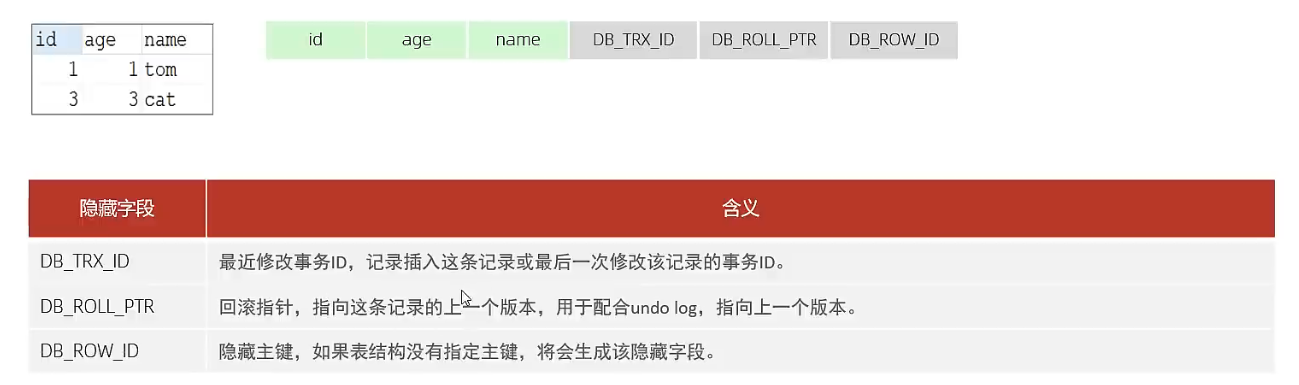 id age name
1 1 tom
3 3 cat
id age name DB_TRX_ID DB_ROLL_PTR DB_ROW_ID
隐藏字段 含义
DB_TRX_ID 最近修改事务ID，记录插入这条记录或最后一次修改该记录的事务ID。
DB_ROLL_PTR 回滚指针，指向这条记录的上一个版本，用于配合undo log，指向上一个版本。
DB_ROW_ID 隐藏主键，如果表结构没有指定主键，将会生成该隐藏字段。